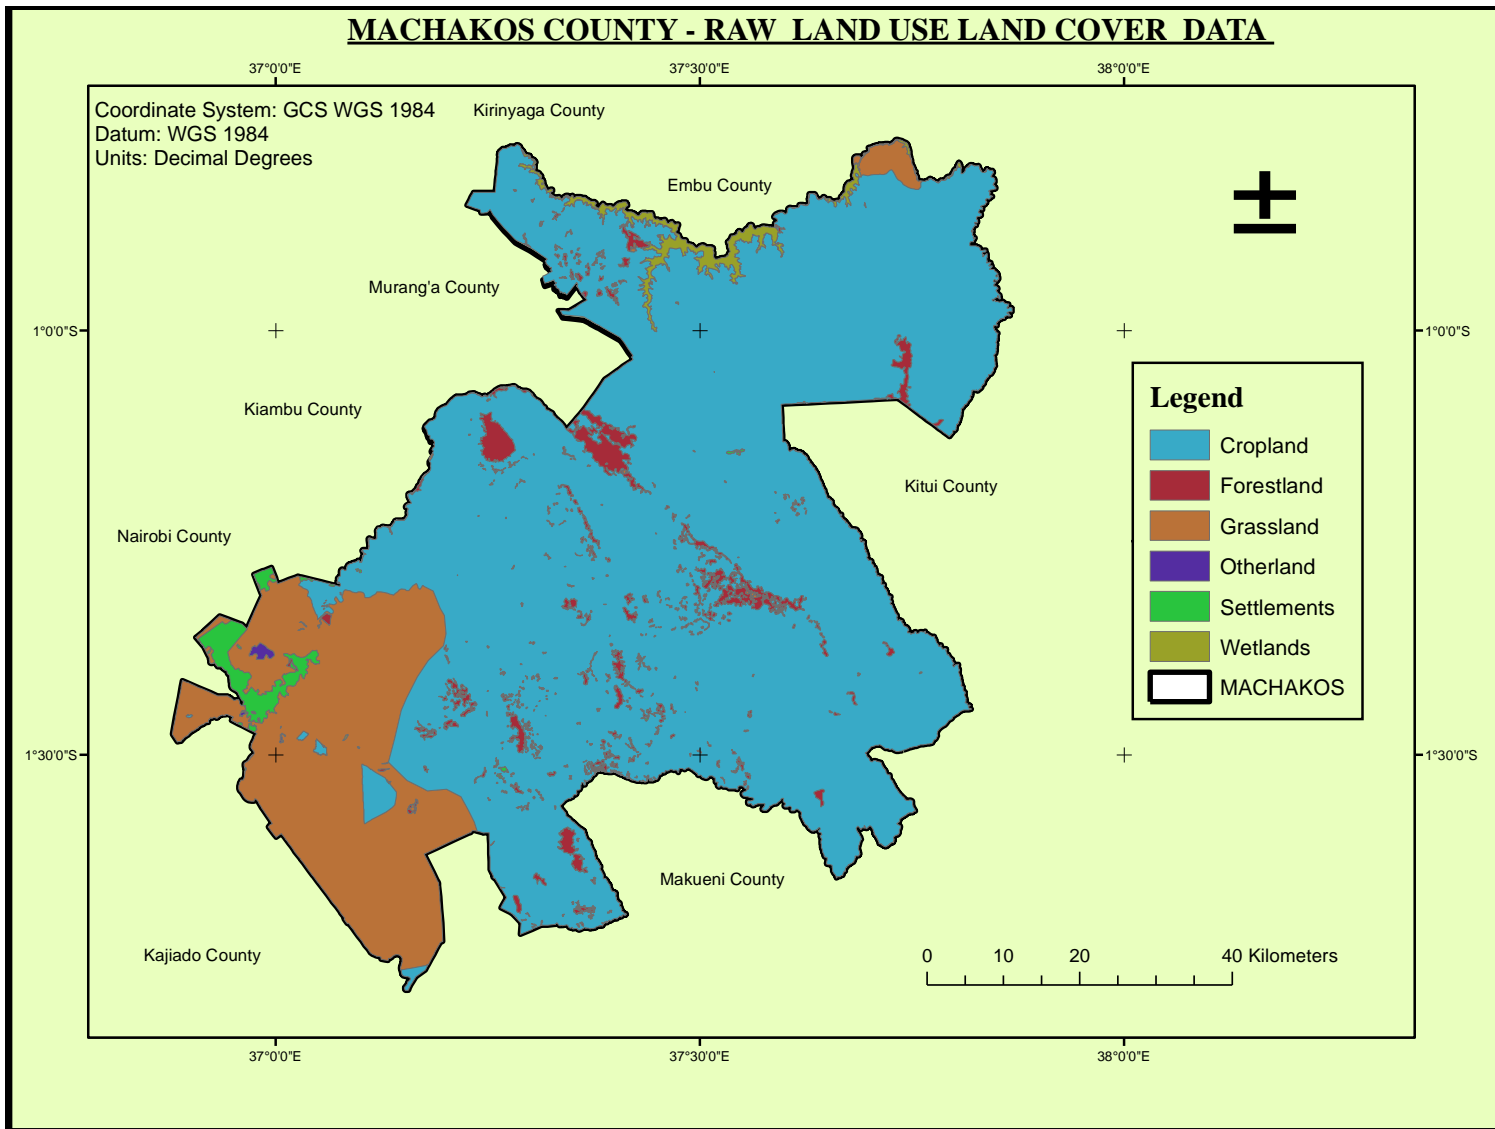 MACHAKOS COUNTY - RAW LAND USE LAND COVER DATA
37°0'0"E 37°30'0"E 38°0'0"E
Coordinate System: GCS WGS 1984
Datum: WGS 1984
Units: Decimal Degrees
Kirinyaga County
Embu County
Murang'a County
1°0'0"S 1°0'0"S
Kiambu County
Legend
Cropland
Forestland
Grassland
Otherland
Settlements
Wetlands
MACHAKOS
Kitui County
Nairobi County
1°30'0"S 1°30'0"S
Makueni County
Kajiado County
0 10 20 40 Kilometers
37°0'0"E 37°30'0"E 38°0'0"E